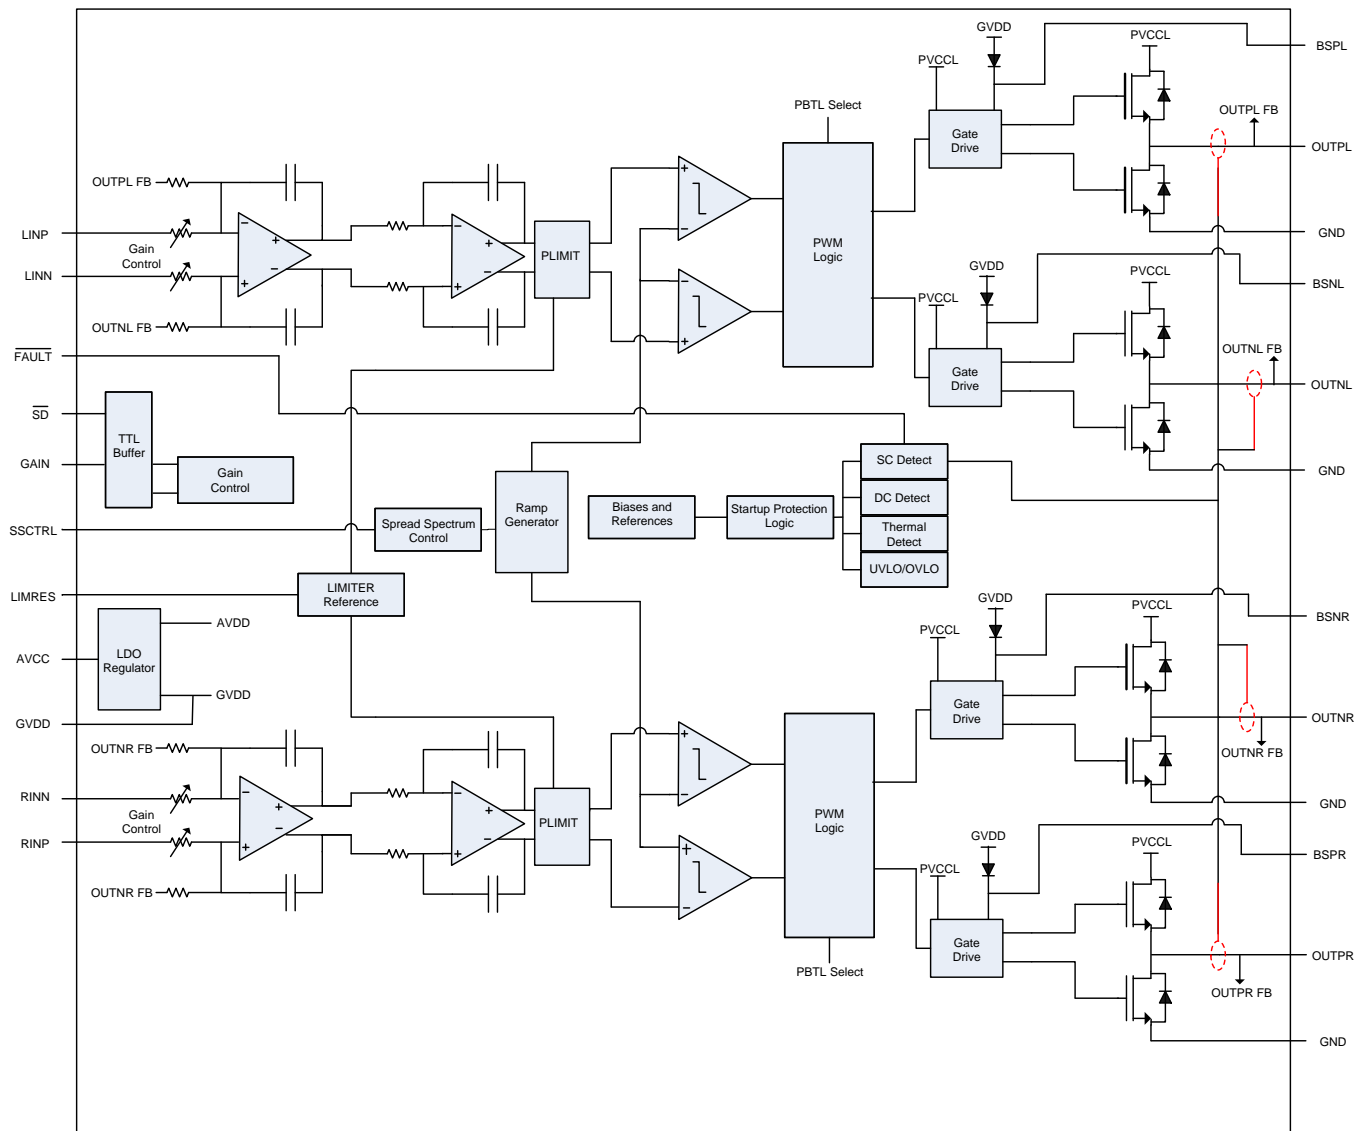 GVDD
PVCCL
BSPL
PVCCL
PBTL Select
OUTPL FB
Gate
Drive
OUTPL
OUTPL FB
+
−
LINP
−
+
−
+
GND
Gain
Control
PLIMIT
PWM
Logic
LINN
+
−
+
−
−
GVDD
PVCCL
BSNL
PVCCL
OUTNL FB
+
FAULT
Gate
Drive
OUTNL FB
OUTNL
SD
TTL
Buffer
GAIN
Gain
Control
SC Detect
GND
DC Detect
Ramp
Generator
Biases and
References
Startup Protection
Logic
SSCTRL
Spread Spectrum
Control
Thermal
Detect
UVLO/OVLO
LIMRES
LIMITER
Reference
GVDD
PVCCL
BSNR
AVDD
PVCCL
AVCC
LDO
Regulator
GVDD
Gate
Drive
GVDD
OUTNR
OUTNR FB
+
OUTNR FB
RINN
−
+
−
+
−
GND
Gain
Control
PLIMIT
PWM
Logic
RINP
−
+
−
+
+
GVDD
BSPR
PVCCL
PVCCL
OUTNR FB
−
Gate
Drive
OUTPR
PBTL Select
OUTPR FB
GND